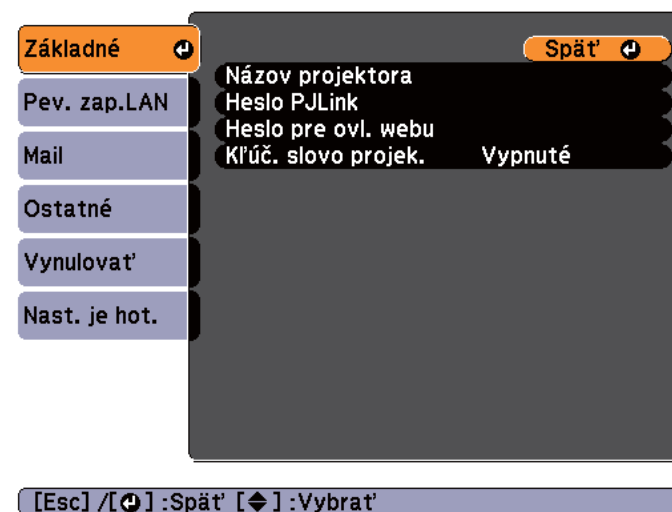 Základné
Späť
Názov projektora
Heslo PJLink
Heslo pre ovl. webu
Kľúč. slovo projek. Vypnuté
Pev. zap.LAN
Mail
Ostatné
Vynulovať
Nast. je hot.
[Esc] /[ ] :Späť [ ] :Vybrať